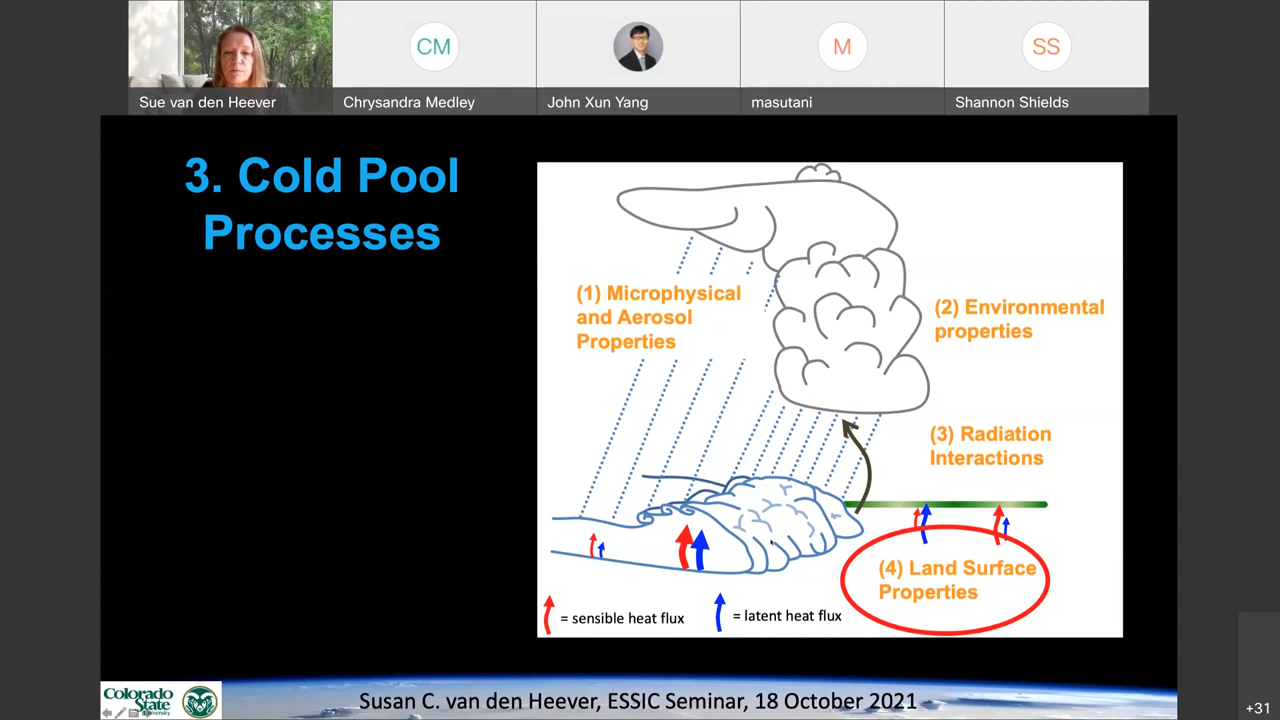 CM
M
SS
Sue van den Heever
Chrysandra Medley
John Xun Yang
masutani
Shannon Shields
3. Cold Pool
Processes
(1) Microphysical
and Aerosol
Properties
(2) Environmental
properties
(3) Radiation
Interactions
(4) Land Surface
Properties
= sensible heat flux
= latent heat flux
Colorado
State
University
Susan C. van den Heever, ESSIC Seminar, 18 October 2021
+31